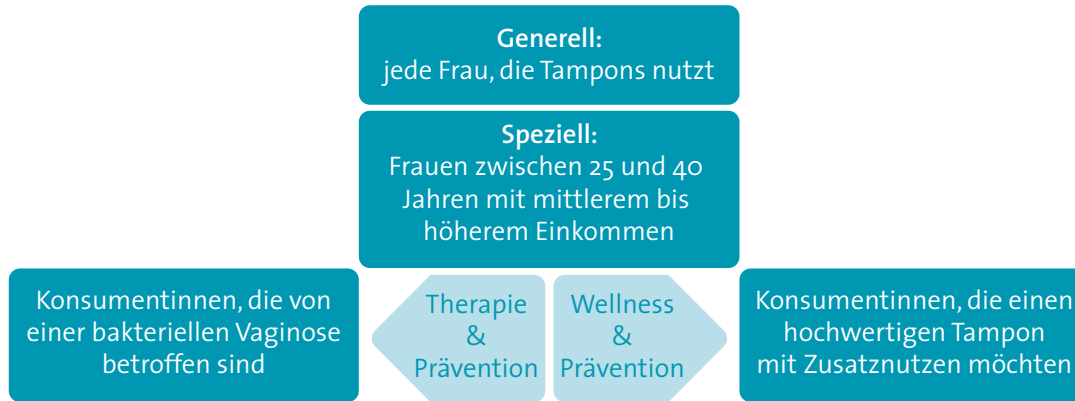 Generell:
jede Frau, die Tampons nutzt
Speziell:
Frauen zwischen 25 und 40
Jahren mit mittlerem bis
höherem Einkommen
Konsumentinnen, die von
einer bakteriellen Vaginose
betroffen sind
Therapie
&
Prävention
Wellness
&
Prävention
Konsumentinnen, die einen
hochwertigen Tampon
mit Zusatznutzen möchten